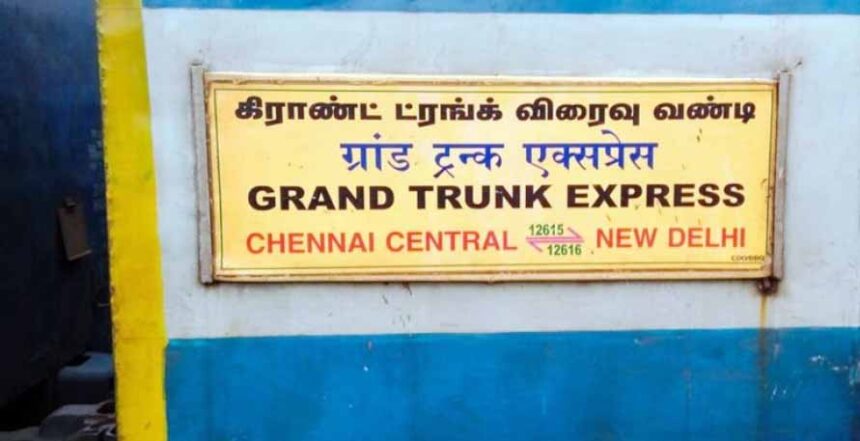 கிராண்ட் ட்ரங்க் விரைவு வண்டி
ग्रांड ट्रन्क एक्सप्रेस
GRAND TRUNK EXPRESS
CHENNAI CENTRAL 12615 12616 NEW DELHI